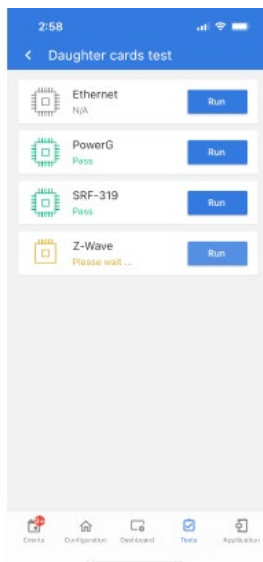 2:58
Daughter cards test
Ethernet
N/A
Run
PowerG
Pass
Run
SRF-319
Pass
Run
Z-Wave
Please wait ...
Run
9+
Events Configuration Dashboard Tests Application